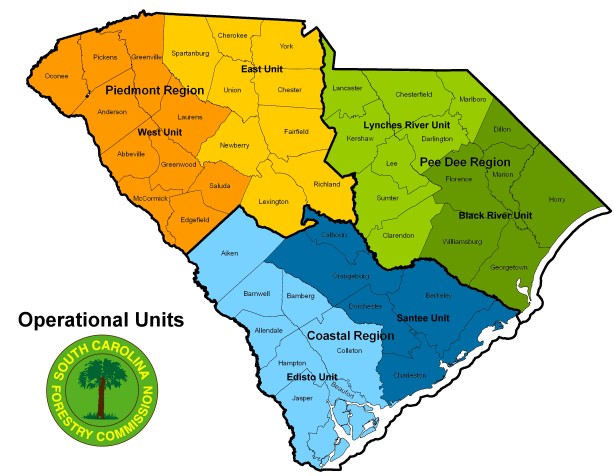 Cherokee
York
Spartanburg
Greenville
Pickens
Oconee
East Unit
Union
Chester
Piedmont Region
Anderson
Laurens
West Unit
Fairfield
Newberry
Abbeville
Greenwood
Saluda
McCormick
Edgefield
Lexington
Richland
Lancaster
Chesterfield
Marlboro
Lynches River Unit
Kershaw
Darlington
Dillon
Lee
Pee Dee Region
Florence
Marion
Sumter
Horry
Black River Unit
Clarendon
Williamsburg
Georgetown
Calhoun
Aiken
Orangeburg
Barnwell
Bamberg
Dorchester
Berkeley
Santee Unit
Allendale
Coastal Region
Colleton
Hampton
Edisto Unit
Charleston
Beaufort
Jasper
Operational Units
SOUTH CAROLINA
FORESTRY COMMISSION